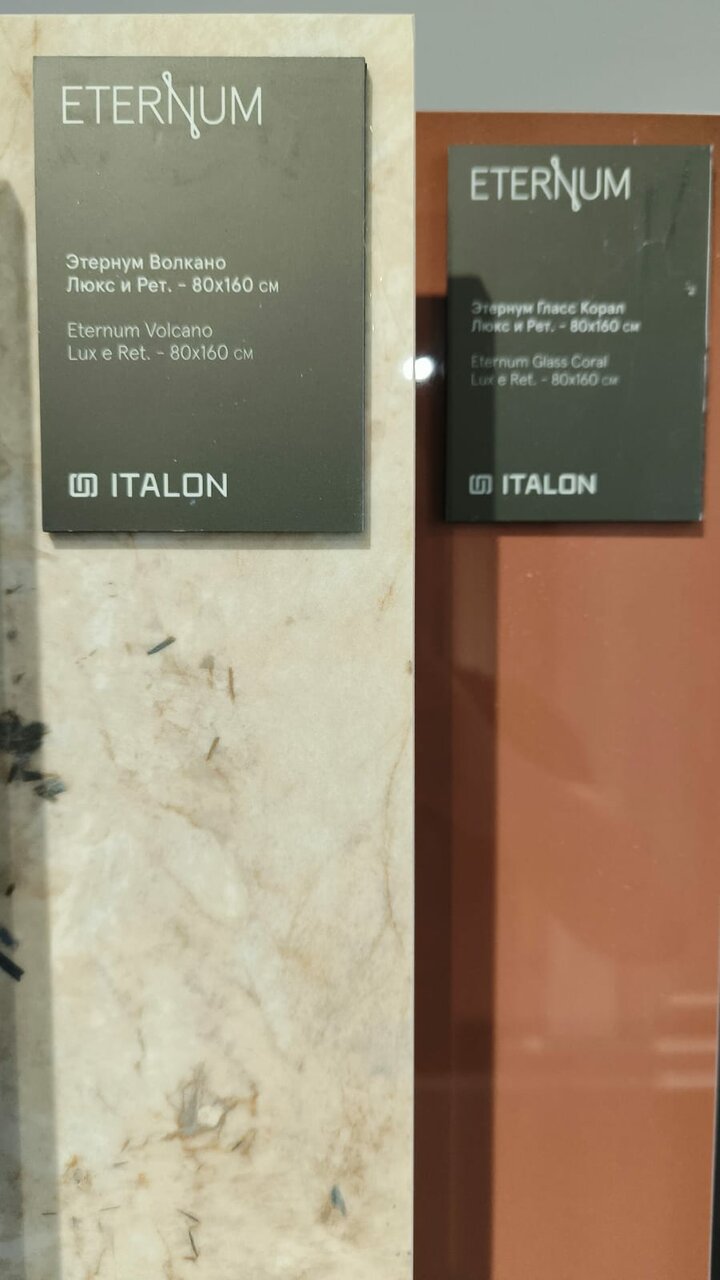 ETERNUM
Этернум Волкано
Люкс и Рет. - 80x160 см
Eternum Volcano
Lux e Ret. - 80x160 см
ITALON
ETERNUM
Этернум Гласс Корал
Люкс и Рет. - 80x160 см
Eternum Glass Coral
Lux e Ret. - 80x160 см
ITALON